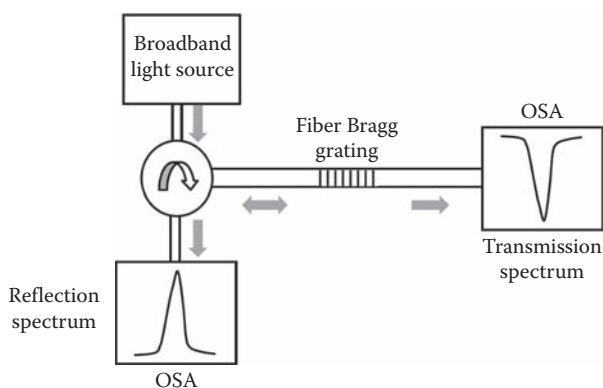 Broadband
light source
OSA
Fiber Bragg
grating
Transmission
spectrum
Reflection
spectrum
OSA